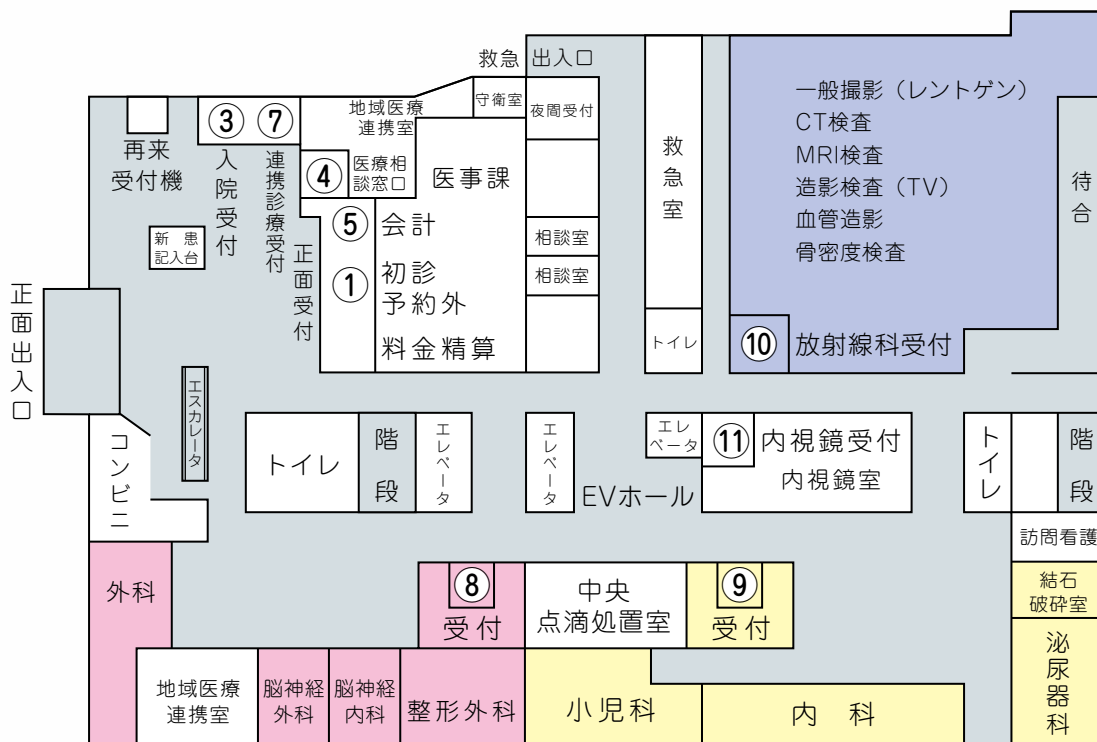 救急 出入口
守衛室
夜間受付
地域医療
連携室
③
⑦
再来
受付機
入院受付
連携診療受付
④
医療相
談窓口
医事課
⑤ 会計
新患
記入台
正面受付
① 初診
予約外
料金精算
相談室
相談室
救急室
トイレ
一般撮影（レントゲン）
CT検査
MRI検査
造影検査（TV）
血管造影
骨密度検査
⑩ 放射線科受付
待合
正面出入口
エスカレータ
コンビニ
トイレ
階段
エレベータ
エレベータ
EVホール
エレ
ベータ
⑪ 内視鏡受付
内視鏡室
トイレ
階段
訪問看護
外科
⑧
受付
中央
点滴処置室
⑨
受付
結石
破砕室
泌尿器科
地域医療
連携室
脳神経
外科
脳神経
内科
整形外科
小児科
内科